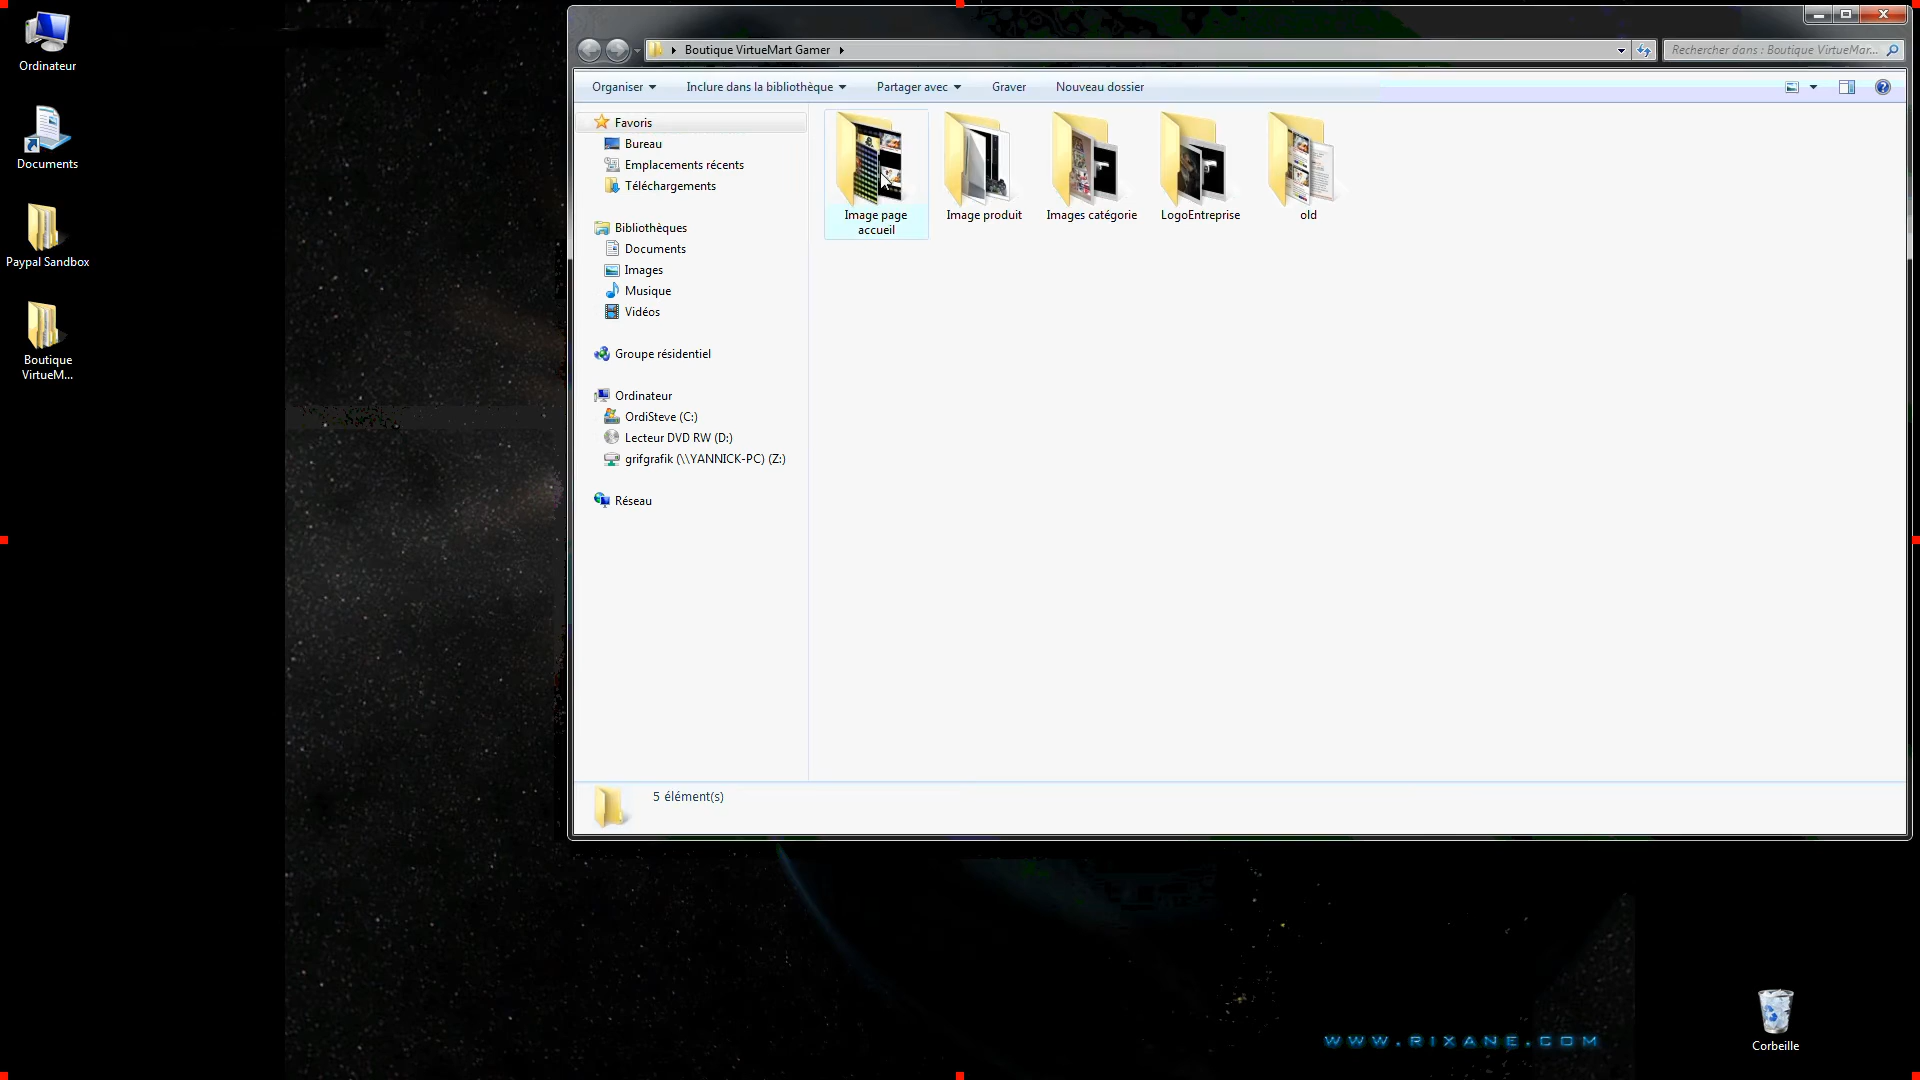 Ordinateur
Documents
Paypal Sandbox
Boutique
VirtueM...
Boutique VirtueMart Gamer
Rechercher dans : Boutique VirtueMar...
Organiser
Inclure dans la bibliothèque
Partager avec
Graver
Nouveau dossier
Favoris
Bureau
Emplacements récents
Téléchargements
Bibliothèques
Documents
Images
Musique
Vidéos
Groupe résidentiel
Ordinateur
OrdiSteve (C:)
Lecteur DVD RW (D:)
grifgrafik (\\YANNICK-PC) (Z:)
Réseau
Image page
accueil
Image produit
Images catégorie
LogoEntreprise
old
5 élément(s)
WWW.RIXANE.COM
Corbeille